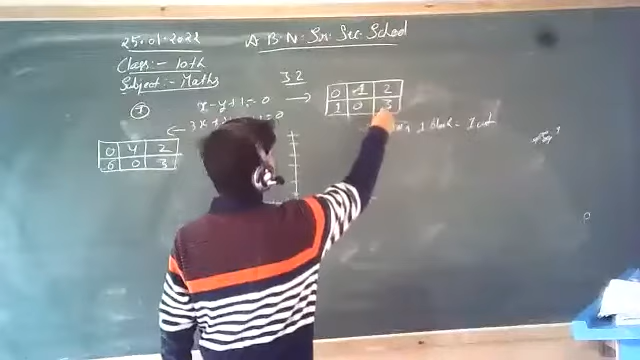 25.01.2022 A B N. Sr. Sec. School
Class:- 10th
Subject:- Maths
3.2
① x-y+1=0 →
0 -1 2
1 0 3
1 block = 1 unit
0 4 2
6 0 3